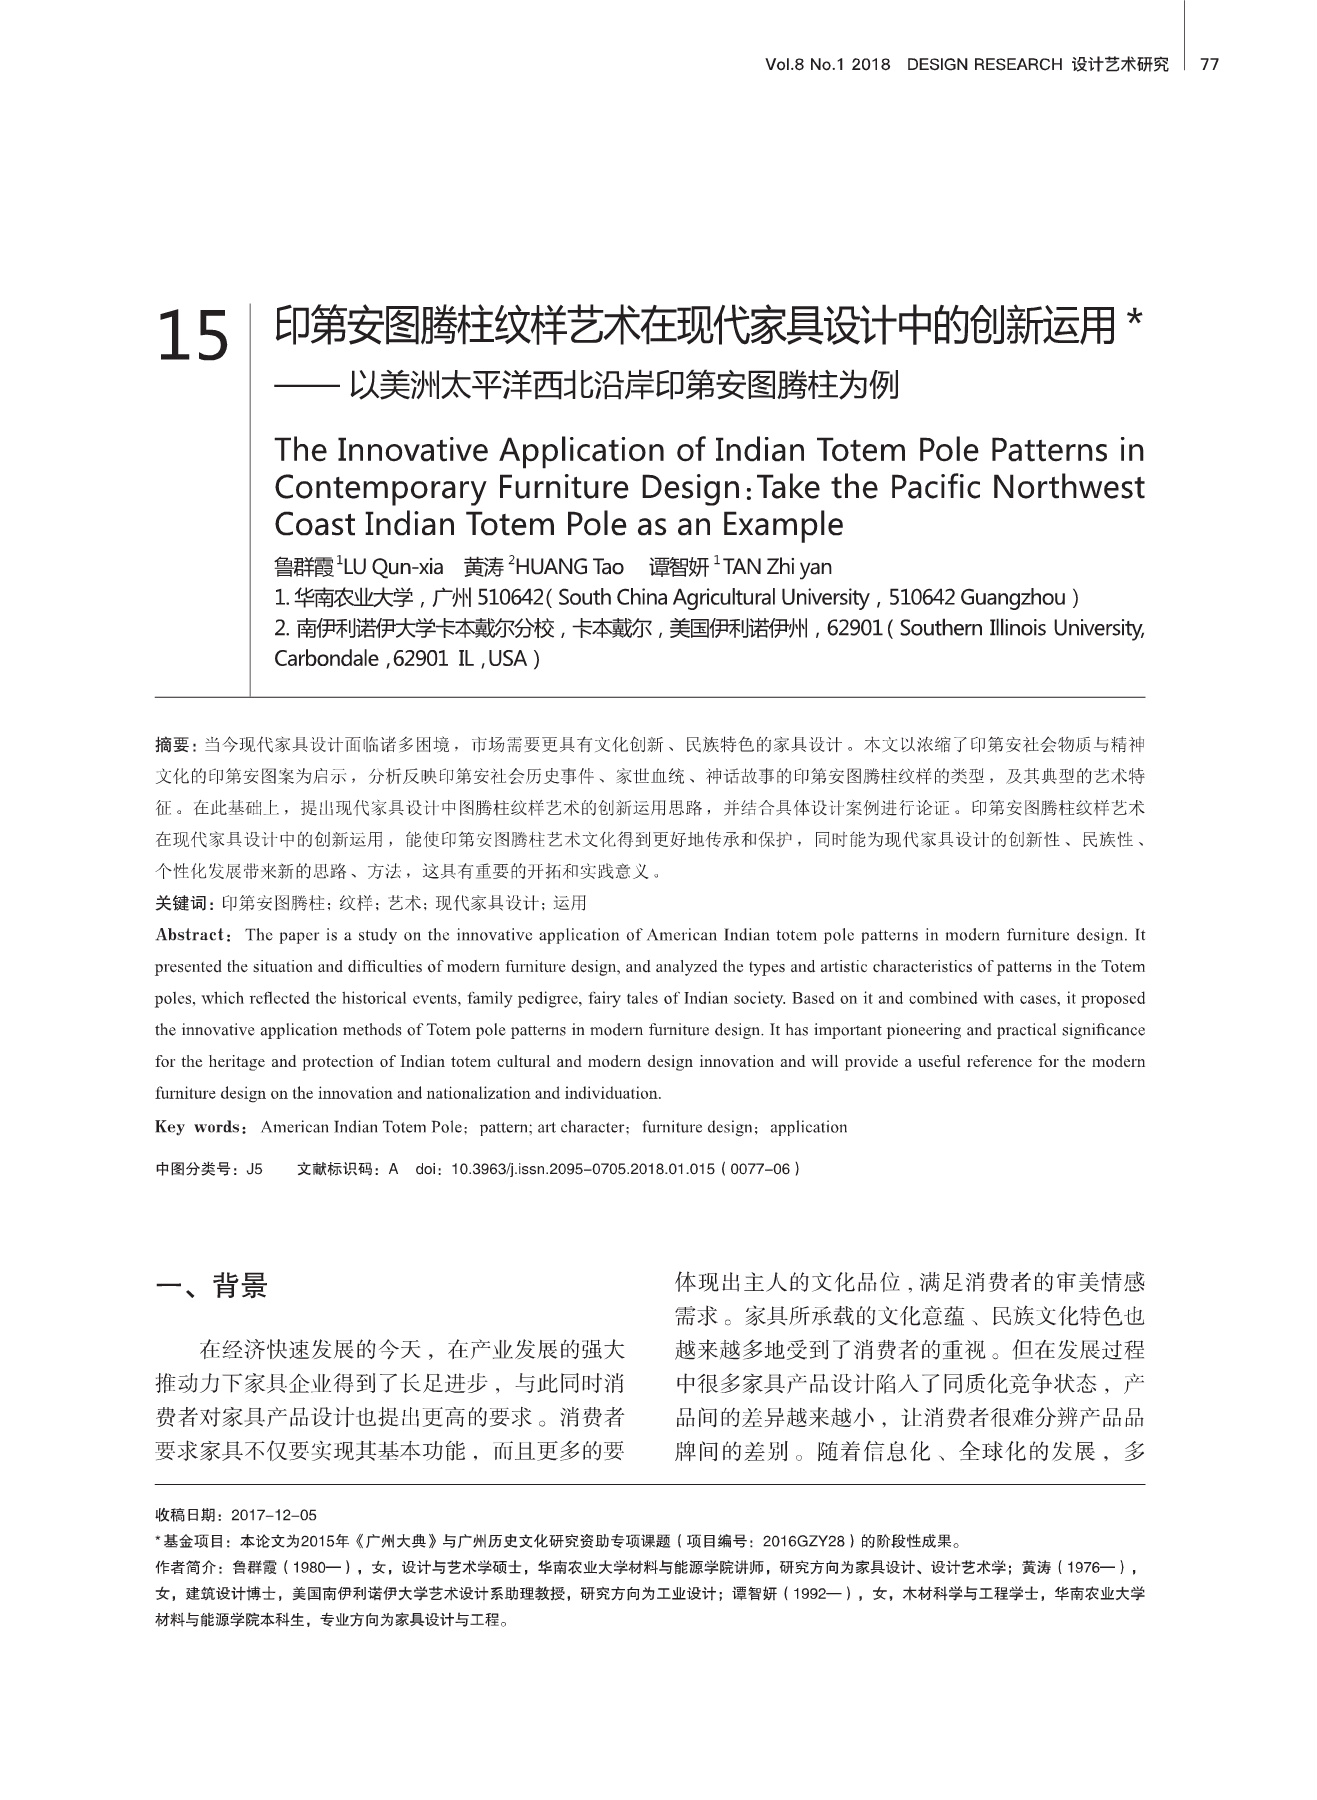 Vol.8 No.1 2018 DESIGN RESEARCH 设计艺术研究 77
15
印第安图腾柱纹样艺术在现代家具设计中的创新运用*
—— 以美洲太平洋西北沿岸印第安图腾柱为例
The Innovative Application of Indian Totem Pole Patterns in
Contemporary Furniture Design:Take the Pacific Northwest
Coast Indian Totem Pole as an Example
鲁群霞¹LU Qun-xia 黄涛²HUANG Tao 谭智妍¹TAN Zhi yan
1. 华南农业大学，广州 510642( South China Agricultural University，510642 Guangzhou )
2. 南伊利诺伊大学卡本戴尔分校，卡本戴尔，美国伊利诺伊州，62901( Southern Illinois University,
Carbondale ,62901 IL ,USA )
摘要：当今现代家具设计面临诸多困境，市场需要更具有文化创新、民族特色的家具设计。本文以浓缩了印第安社会物质与精神
文化的印第安图案为启示，分析反映印第安社会历史事件、家世血统、神话故事的印第安图腾柱纹样的类型，及其典型的艺术特
征。在此基础上，提出现代家具设计中图腾柱纹样艺术的创新运用思路，并结合具体设计案例进行论证。印第安图腾柱纹样艺术
在现代家具设计中的创新运用，能使印第安图腾柱艺术文化得到更好地传承和保护，同时能为现代家具设计的创新性、民族性、
个性化发展带来新的思路、方法，这具有重要的开拓和实践意义。
关键词：印第安图腾柱；纹样；艺术；现代家具设计；运用
Abstract： The paper is a study on the innovative application of American Indian totem pole patterns in modern furniture design. It
presented the situation and difficulties of modern furniture design, and analyzed the types and artistic characteristics of patterns in the Totem
poles, which reflected the historical events, family pedigree, fairy tales of Indian society. Based on it and combined with cases, it proposed
the innovative application methods of Totem pole patterns in modern furniture design. It has important pioneering and practical significance
for the heritage and protection of Indian totem cultural and modern design innovation and will provide a useful reference for the modern
furniture design on the innovation and nationalization and individuation.
Key words： American Indian Totem Pole；pattern; art character；furniture design；application
中图分类号：J5 文献标识码：A doi：10.3963/j.issn.2095-0705.2018.01.015（0077-06）
一、背景
在经济快速发展的今天，在产业发展的强大
推动力下家具企业得到了长足进步，与此同时消
费者对家具产品设计也提出更高的要求。消费者
要求家具不仅要实现其基本功能，而且更多的要
体现出主人的文化品位，满足消费者的审美情感
需求。家具所承载的文化意蕴、民族文化特色也
越来越多地受到了消费者的重视。但在发展过程
中很多家具产品设计陷入了同质化竞争状态，产
品间的差异越来越小，让消费者很难分辨产品品
牌间的差别。随着信息化、全球化的发展，多
收稿日期：2017-12-05
*基金项目：本论文为2015年《广州大典》与广州历史文化研究资助专项课题（项目编号：2016GZY28）的阶段性成果。
作者简介：鲁群霞（1980—），女，设计与艺术学硕士，华南农业大学材料与能源学院讲师，研究方向为家具设计、设计艺术学；黄涛（1976—），
女，建筑设计博士，美国南伊利诺伊大学艺术设计系助理教授，研究方向为工业设计；谭智妍（1992—），女，木材科学与工程学士，华南农业大学
材料与能源学院本科生，专业方向为家具设计与工程。